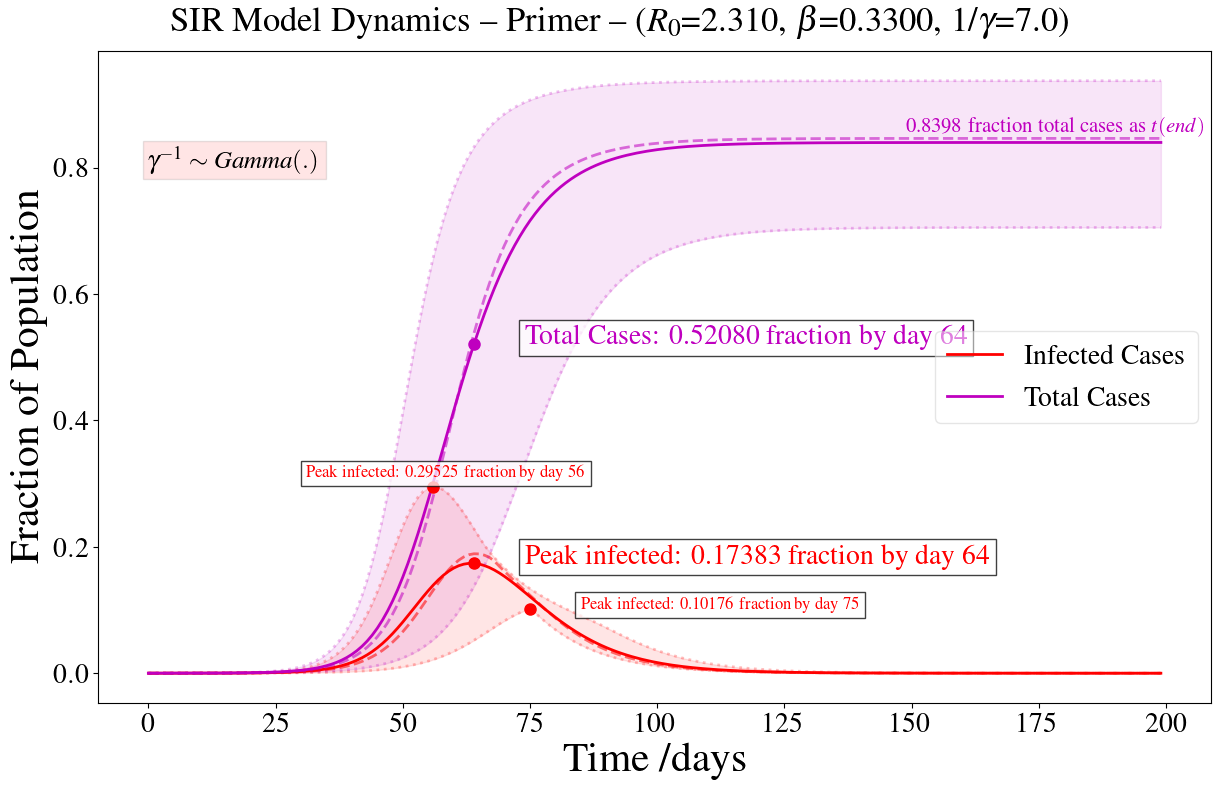 SIR Model Dynamics – Primer – (R₀=2.310, β=0.3300, 1/γ=7.0)
0.8398 fraction total cases as t(end)
γ⁻¹ ∼ Gamma(.)
Total Cases: 0.52080 fraction by day 64
Infected Cases
Total Cases
Peak infected: 0.29525 fraction by day 56
Peak infected: 0.17383 fraction by day 64
Peak infected: 0.10176 fraction by day 75
Fraction of Population
0.8
0.6
0.4
0.2
0.0
0 25 50 75 100 125 150 175 200
Time /days